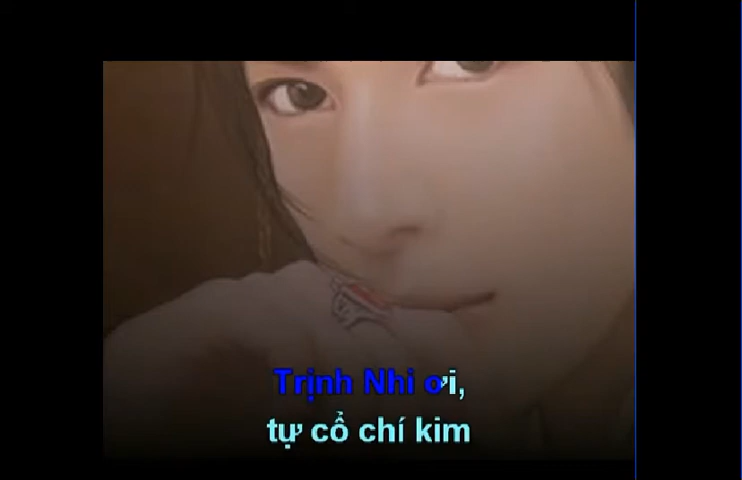 Trịnh Nhi ơi,
tự cổ chí kim